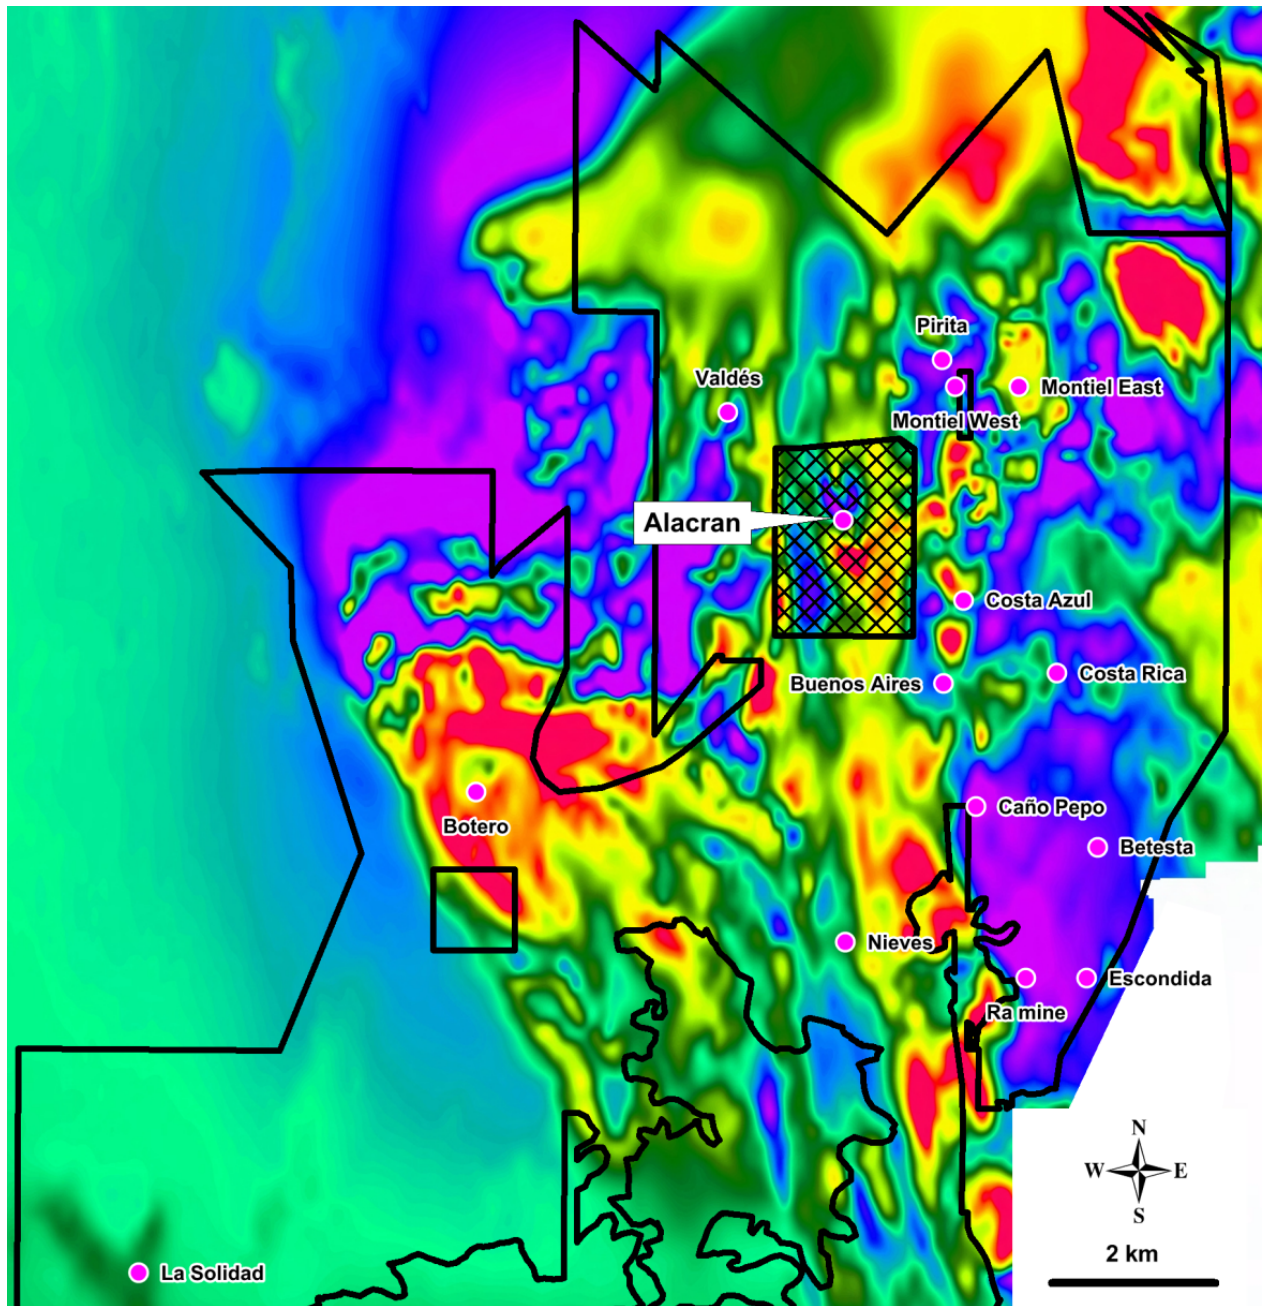 Pirita
Valdés
Montiel East
Montiel West
Alacran
Costa Azul
Costa Rica
Buenos Aires
Botero
Caño Pepo
Betesta
Nieves
Escondida
Ra mine
N
W E
S
2 km
La Solidad